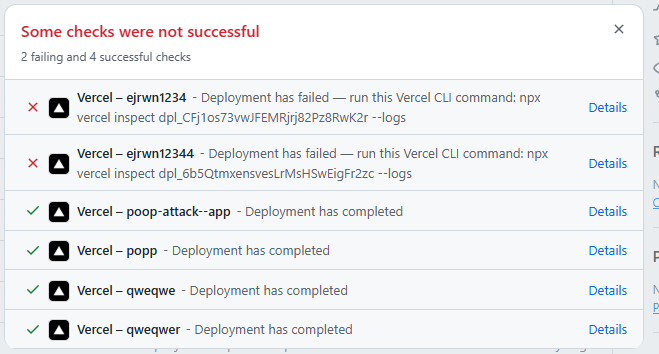 Some checks were not successful
2 failing and 4 successful checks
Vercel – ejrwn1234 - Deployment has failed — run this Vercel CLI command: npx
vercel inspect dpl_CFj1os73vwJFEMRjrj82Pz8RwK2r --logs
Details
Vercel – ejrwn12344 - Deployment has failed — run this Vercel CLI command: npx
vercel inspect dpl_6b5QtmxensvesLrMsHSwEigFr2zc --logs
Details
Vercel – poop-attack--app - Deployment has completed
Details
Vercel – popp - Deployment has completed
Details
Vercel – qweqwe - Deployment has completed
Details
Vercel – qweqwer - Deployment has completed
Details